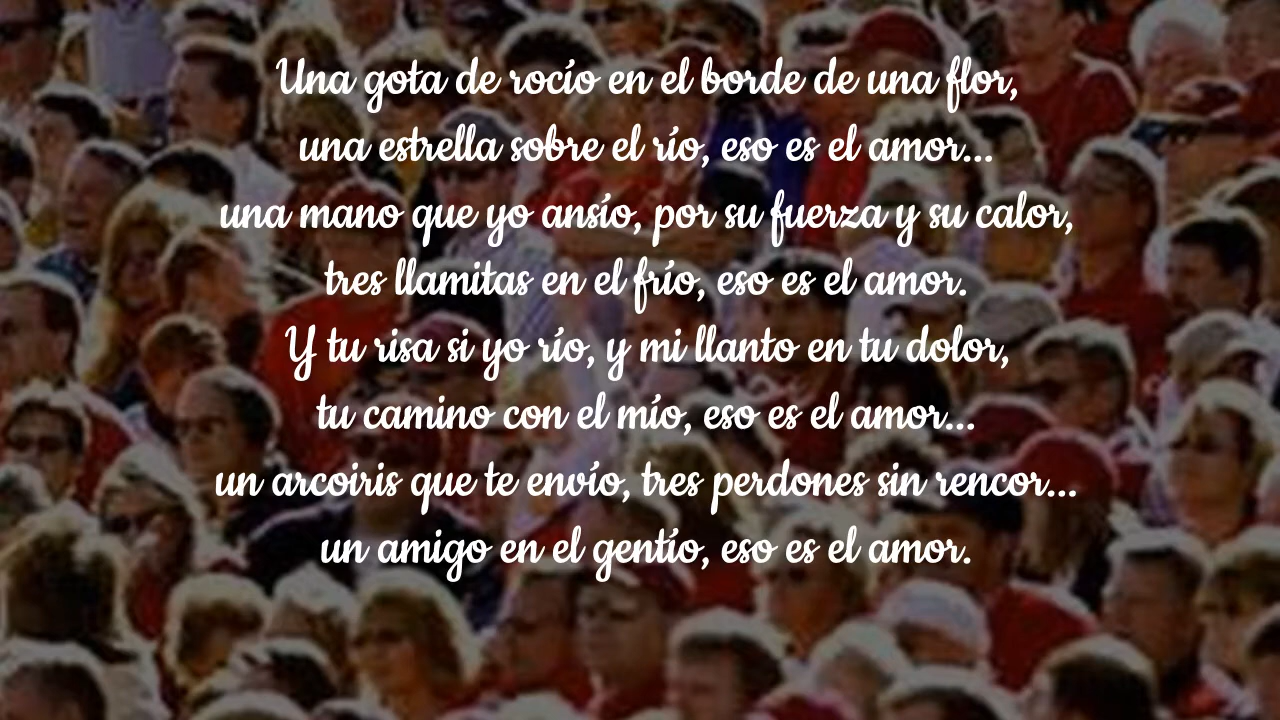 Una gota de rocío en el borde de una flor,
una estrella sobre el río, eso es el amor...
una mano que yo ansío, por su fuerza y su calor,
tres llamitas en el frío, eso es el amor.
Y tu risa si yo río, y mi llanto en tu dolor,
tu camino con el mío, eso es el amor...
un arcoiris que te envío, tres perdones sin rencor...
un amigo en el gentío, eso es el amor.